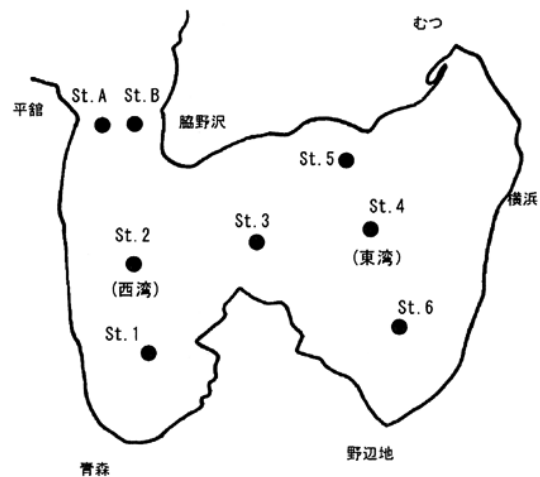 むつ
St.A St.B
平舘
脇野沢
St.5
横浜
St.4
St.3
(東湾)
St.2
(西湾)
St.6
St.1
野辺地
青森